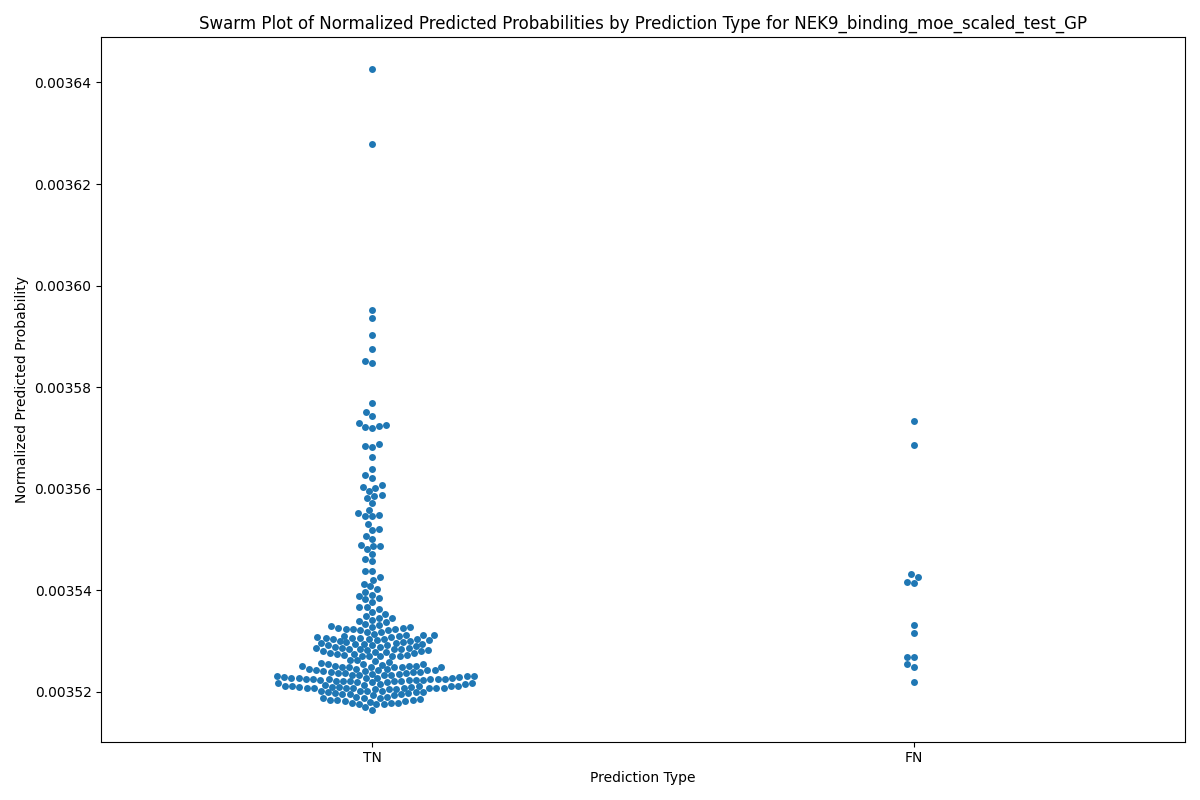 Swarm Plot of Normalized Predicted Probabilities by Prediction Type for NEK9_binding_moe_scaled_test_GP
0.00364
0.00362
0.00360
0.00358
0.00356
0.00354
0.00352
Normalized Predicted Probability
TN
FN
Prediction Type